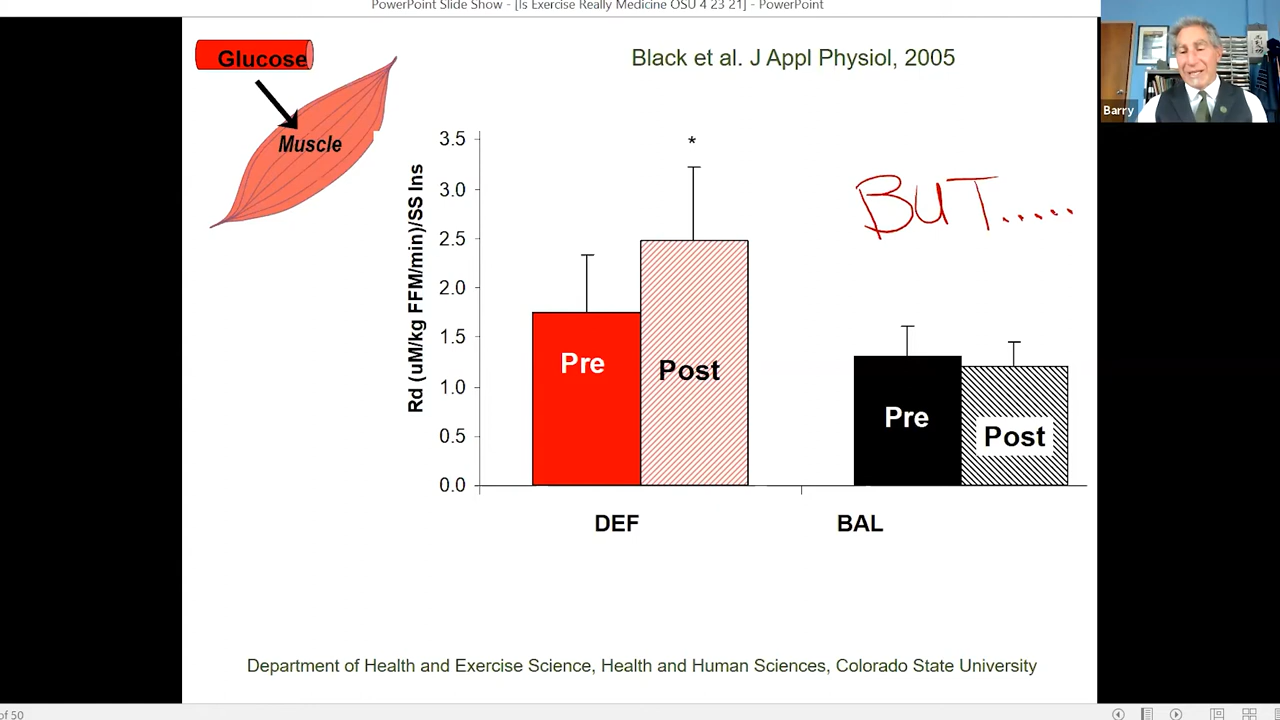 PowerPoint Slide Show - [Is Exercise Really Medicine OSU 4 23 21] - PowerPoint
Glucose
Muscle
Black et al. J Appl Physiol, 2005
Barry
Rd (uM/kg FFM/min)/SS Ins
3.5
3.0
2.5
2.0
1.5
1.0
0.5
0.0
*
BUT.....
Pre
Post
Pre
Post
DEF
BAL
Department of Health and Exercise Science, Health and Human Sciences, Colorado State University
of 50